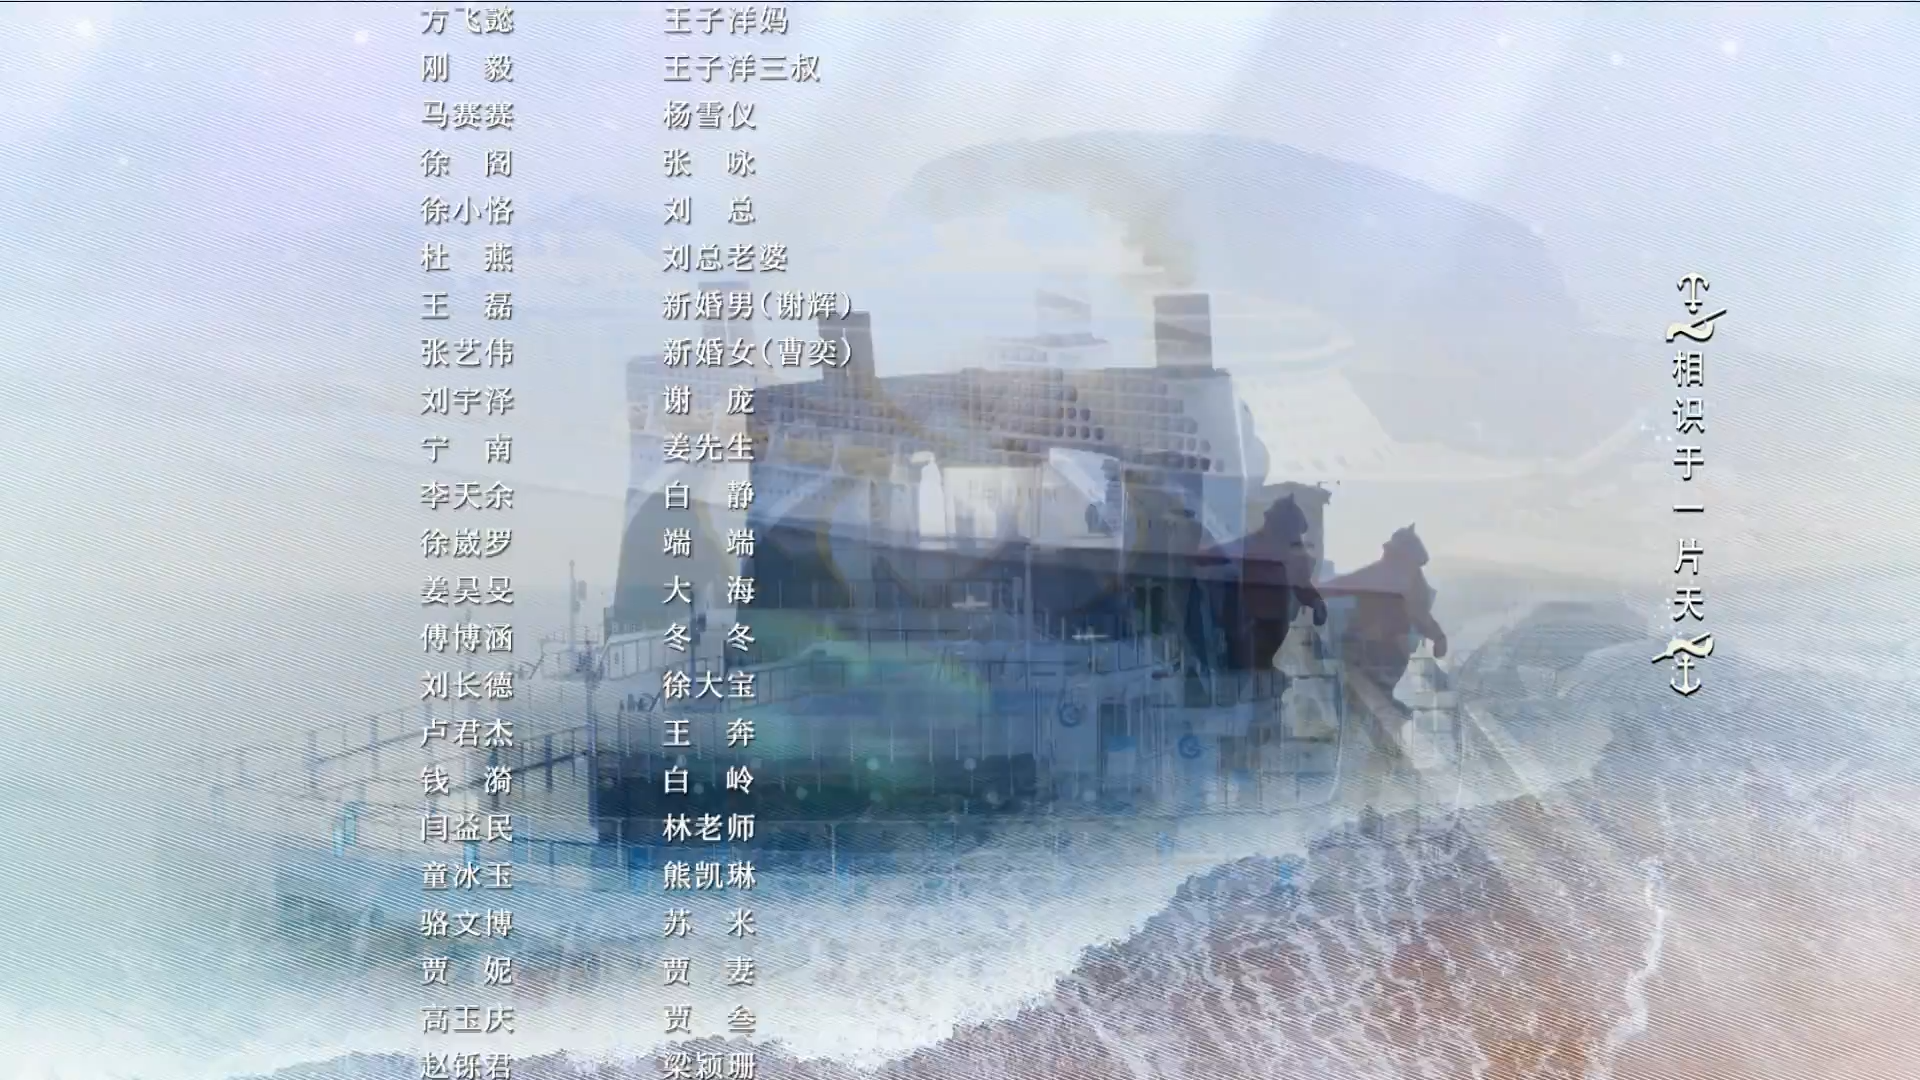 方飞懿 王子洋妈
刚 毅 王子洋三叔
马赛赛 杨雪仪
徐 阁 张 咏
徐小恪 刘 总
杜 燕 刘总老婆
王 磊 新婚男(谢辉)
张艺伟 新婚女(曹奕)
刘宇泽 谢 庞
宁 南 姜先生
李天余 白 静
徐崴罗 端 端
姜昊旻 大 海
傅博涵 冬 冬
刘长德 徐大宝
卢君杰 王 奔
钱 漪 白 岭
闫益民 林老师
童冰玉 熊凯琳
骆文博 苏 米
贾 妮 贾 妻
高玉庆 贾 叁
赵铄君 梁颖珊
相识于一片天